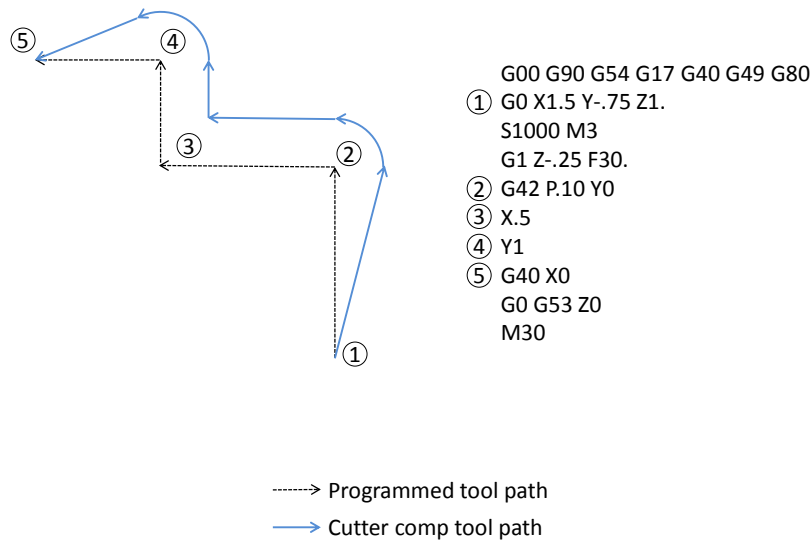 ⑤
④
③
②
①
G00 G90 G54 G17 G40 G49 G80
① G0 X1.5 Y-.75 Z1.
S1000 M3
G1 Z-.25 F30.
② G42 P.10 Y0
③ X.5
④ Y1
⑤ G40 X0
G0 G53 Z0
M30
Programmed tool path
Cutter comp tool path